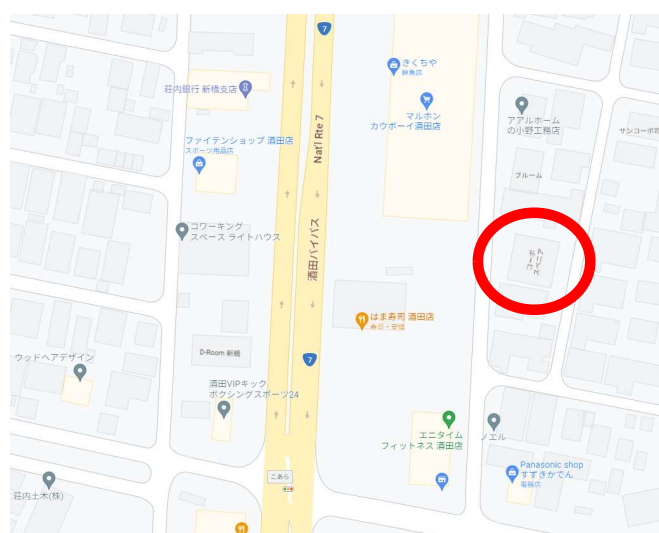 7
きくちや
鮮魚店
荘内銀行 新橋支店
マルホン
カウボーイ酒田店
アアルホーム
の小野工務店
サンコーポ
Nat'l Rte 7
ファイテンショップ 酒田店
スポーツ用品店
ブルーム
コワーキング
スペース ライトハウス
酒田バイパス
はま寿司 酒田店
寿司・安価
D-Room 新橋
7
ウッドヘアデザイン
酒田VIPキック
ボクシングスポーツ24
エニタイム
フィットネス 酒田店
ノエル
こあら
Panasonic shop
すずきかでん
電器店
荘内土木(株)